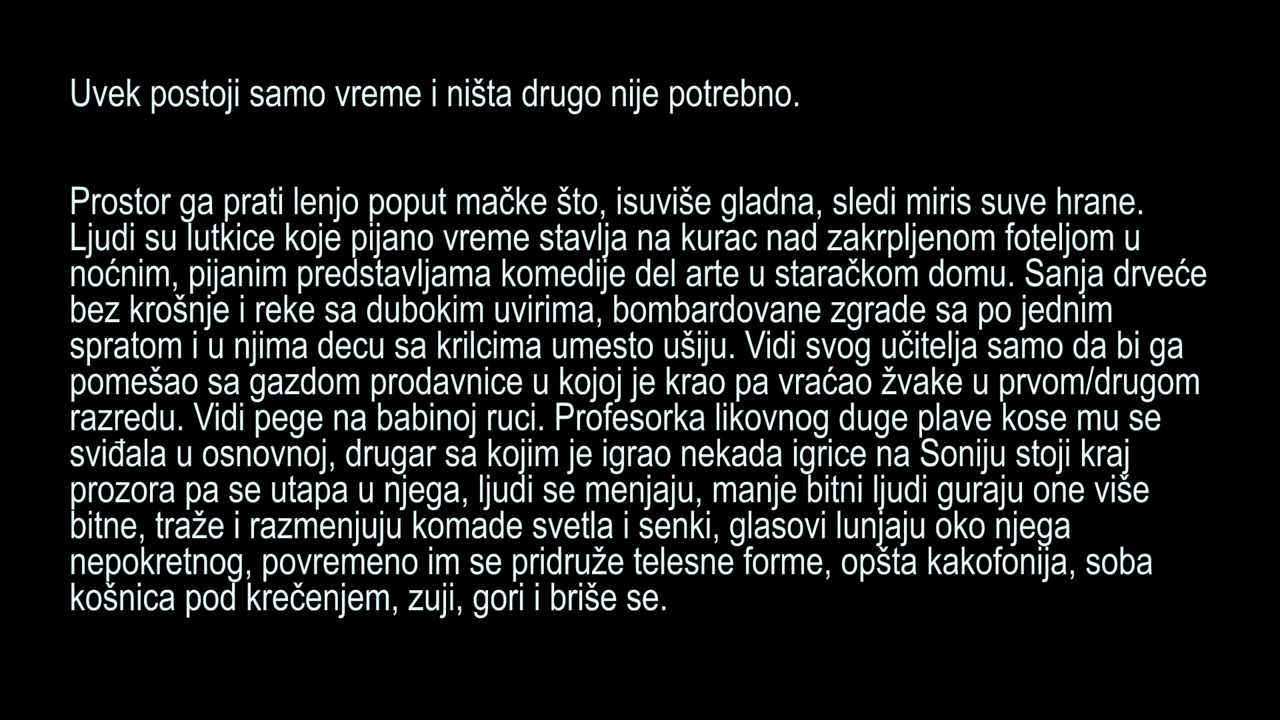 Uvek postoji samo vreme i ništa drugo nije potrebno.
Prostor ga prati lenjo poput mačke što, isuviše gladna, sledi miris suve hrane.
Ljudi su lutkice koje pijano vreme stavlja na kurac nad zakrpljenom foteljom u
noćnim, pijanim predstavljama komedije del arte u staračkom domu. Sanja drveće
bez krošnje i reke sa dubokim uvirima, bombardovane zgrade sa po jednim
spratom i u njima decu sa krilcima umesto ušiju. Vidi svog učitelja samo da bi ga
pomešao sa gazdom prodavnice u kojoj je krao pa vraćao žvake u prvom/drugom
razredu. Vidi pege na babinoj ruci. Profesorka likovnog duge plave kose mu se
sviđala u osnovnoj, drugar sa kojim je igrao nekada igrice na Soniju stoji kraj
prozora pa se utapa u njega, ljudi se menjaju, manje bitni ljudi guraju one više
bitne, traže i razmenjuju komade svetla i senki, glasovi lunjaju oko njega
nepokretnog, povremeno im se pridruže telesne forme, opšta kakofonija, soba
košnica pod krečenjem, zuji, gori i briše se.